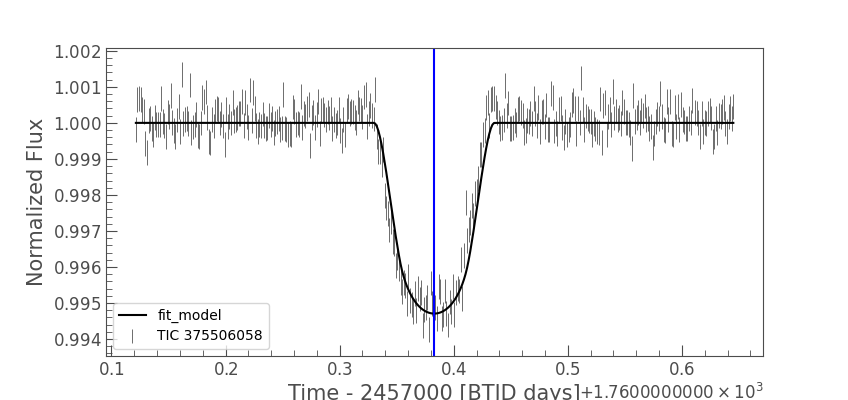 1.002
1.001
1.000
0.999
0.998
0.997
0.996
0.995
0.994
Normalized Flux
fit_model
TIC 375506058
0.1 0.2 0.3 0.4 0.5 0.6
Time - 2457000 [BTJD days]
+1.7600000000 × 10³